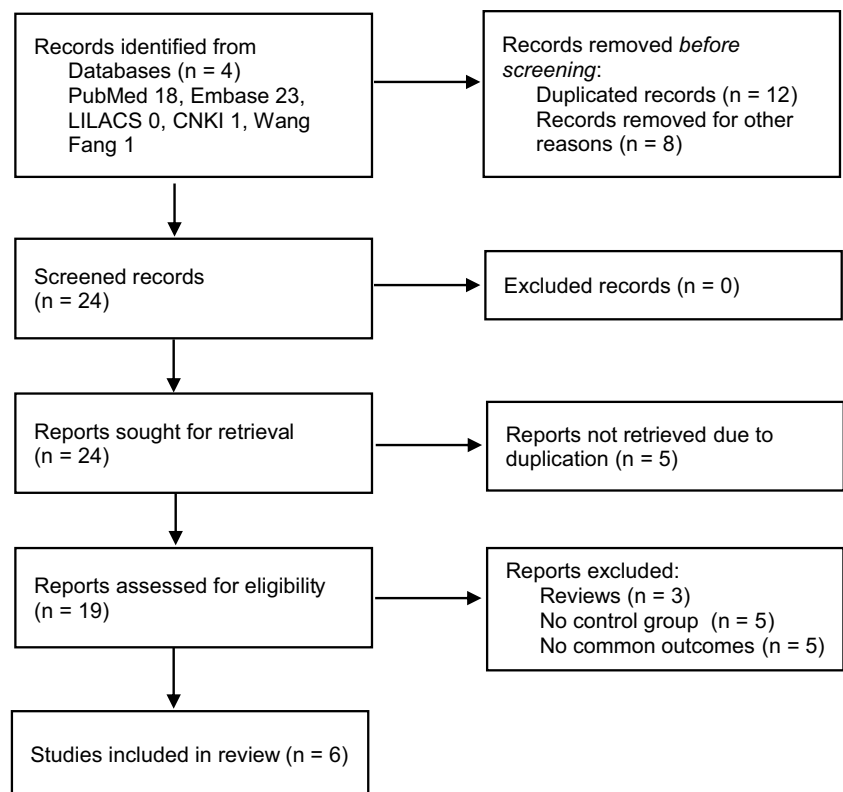 Records identified from
Databases (n = 4)
PubMed 18, Embase 23,
LILACS 0, CNKI 1, Wang
Fang 1
Records removed before
screening:
Duplicated records (n = 12)
Records removed for other
reasons (n = 8)
Screened records
(n = 24)
Excluded records (n = 0)
Reports sought for retrieval
(n = 24)
Reports not retrieved due to
duplication (n = 5)
Reports assessed for eligibility
(n = 19)
Reports excluded:
Reviews (n = 3)
No control group (n = 5)
No common outcomes (n = 5)
Studies included in review (n = 6)